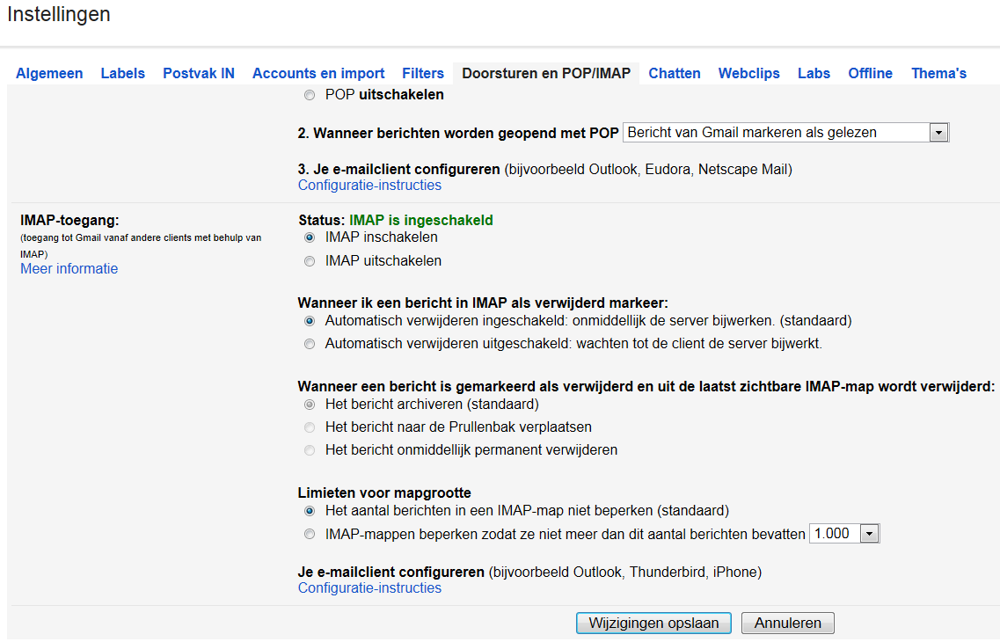 Instellingen
Algemeen Labels Postvak IN Accounts en import Filters Doorsturen en POP/IMAP Chatten Webclips Labs Offline Thema's
POP uitschakelen
2. Wanneer berichten worden geopend met POP Bericht van Gmail markeren als gelezen
3. Je e-mailclient configureren (bijvoorbeeld Outlook, Eudora, Netscape Mail)
Configuratie-instructies
IMAP-toegang:
(toegang tot Gmail vanaf andere clients met behulp van
IMAP)
Meer informatie
Status: IMAP is ingeschakeld
IMAP inschakelen
IMAP uitschakelen
Wanneer ik een bericht in IMAP als verwijderd markeer:
Automatisch verwijderen ingeschakeld: onmiddellijk de server bijwerken. (standaard)
Automatisch verwijderen uitgeschakeld: wachten tot de client de server bijwerkt.
Wanneer een bericht is gemarkeerd als verwijderd en uit de laatst zichtbare IMAP-map wordt verwijderd:
Het bericht archiveren (standaard)
Het bericht naar de Prullenbak verplaatsen
Het bericht onmiddellijk permanent verwijderen
Limieten voor mapgrootte
Het aantal berichten in een IMAP-map niet beperken (standaard)
IMAP-mappen beperken zodat ze niet meer dan dit aantal berichten bevatten 1.000
Je e-mailclient configureren (bijvoorbeeld Outlook, Thunderbird, iPhone)
Configuratie-instructies
Wijzigingen opslaan Annuleren